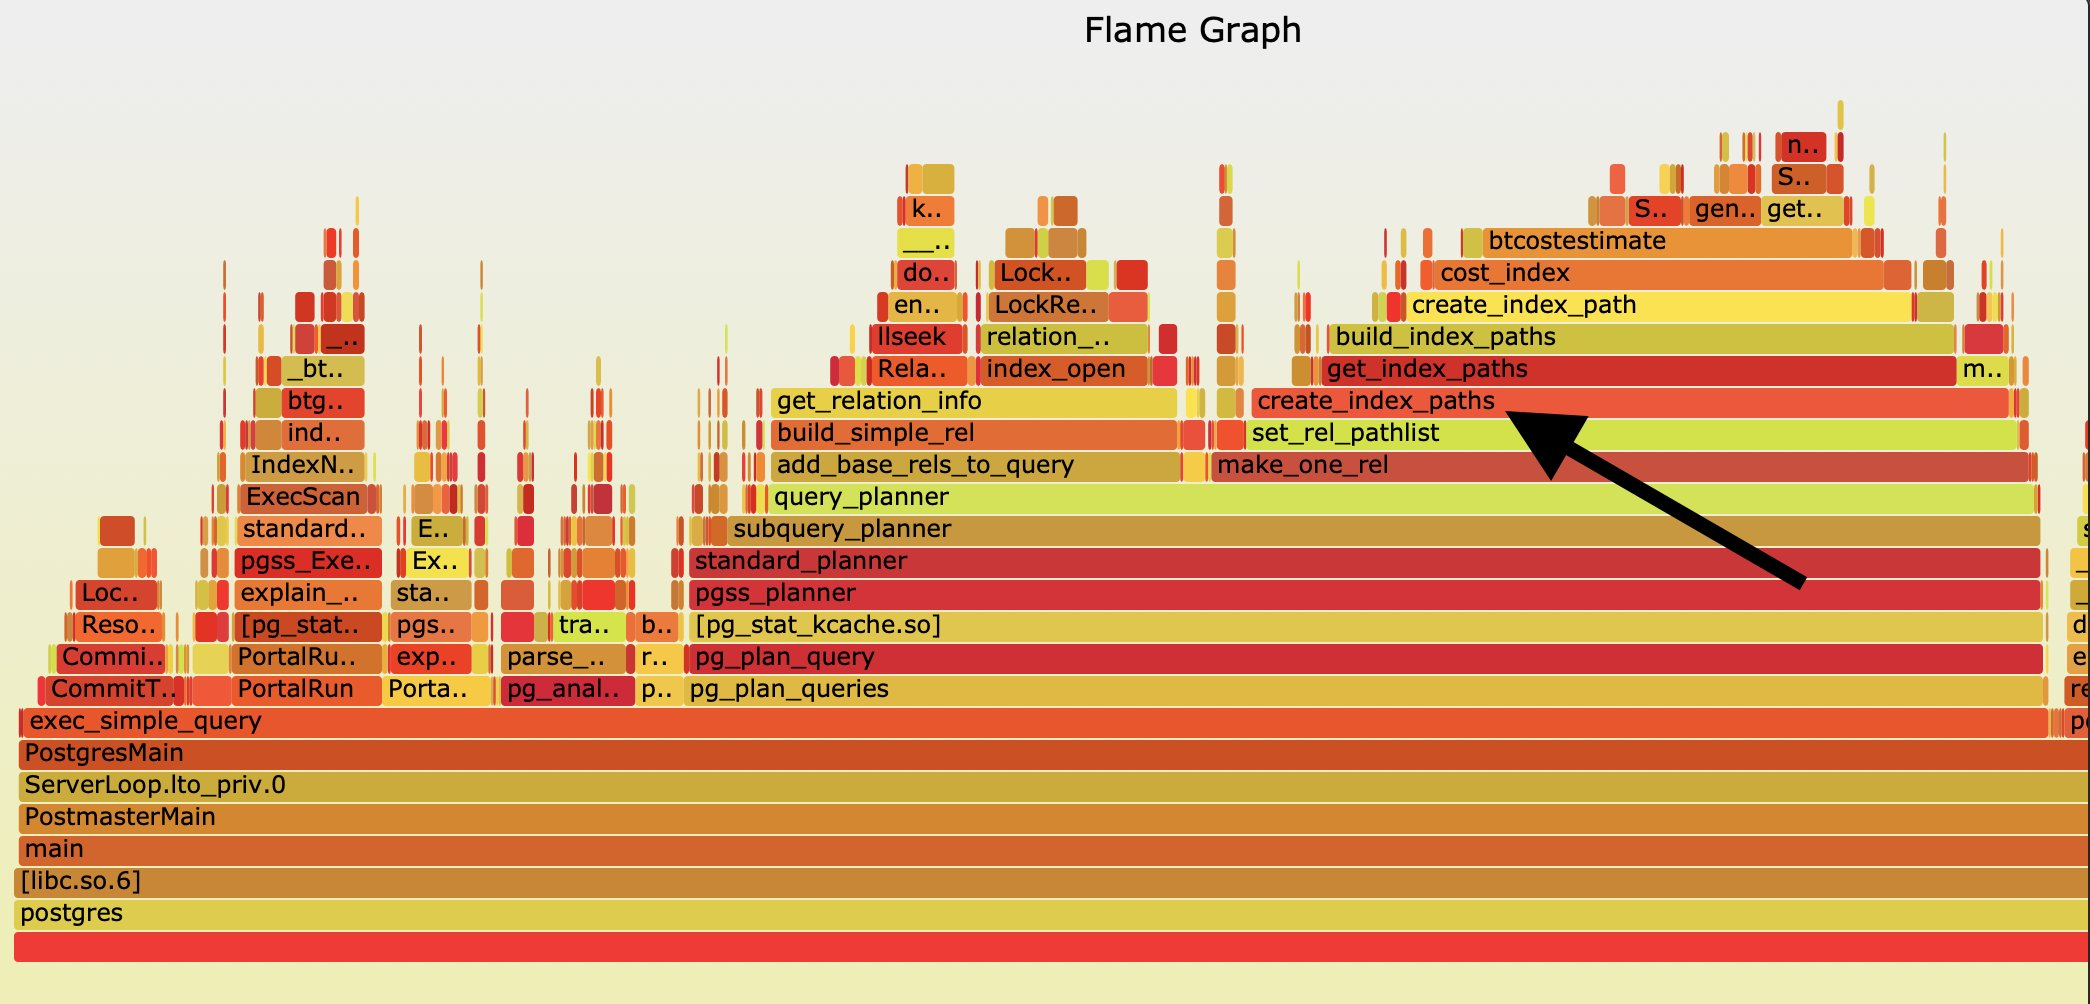 Flame Graph
n..
S..
k.. S.. gen.. get..
__.. btcostestimate
do.. Lock.. cost_index
en.. LockRe.. create_index_path
_.. llseek relation_.. build_index_paths
_bt.. Rela.. index_open get_index_paths m..
btg.. get_relation_info create_index_paths
ind.. build_simple_rel set_rel_pathlist
IndexN.. add_base_rels_to_query make_one_rel
ExecScan query_planner
standard.. E.. subquery_planner
pgss_Exe.. Ex.. standard_planner
Loc.. explain_.. sta.. pgss_planner
Reso.. [pg_stat.. pgs.. tra.. b.. [pg_stat_kcache.so] d
Commi.. PortalRu.. exp.. parse_.. r.. pg_plan_query e
CommitT.. PortalRun Porta.. pg_anal.. p.. pg_plan_queries re
exec_simple_query
PostgresMain
ServerLoop.lto_priv.0
PostmasterMain
main
[libc.so.6]
postgres